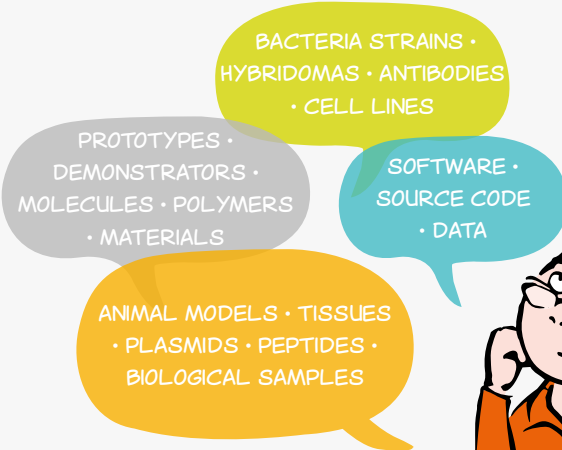 BACTERIA STRAINS •
HYBRIDOMAS • ANTIBODIES
• CELL LINES
PROTOTYPES •
DEMONSTRATORS •
MOLECULES • POLYMERS
• MATERIALS
SOFTWARE •
SOURCE CODE
• DATA
ANIMAL MODELS • TISSUES
• PLASMIDS • PEPTIDES •
BIOLOGICAL SAMPLES